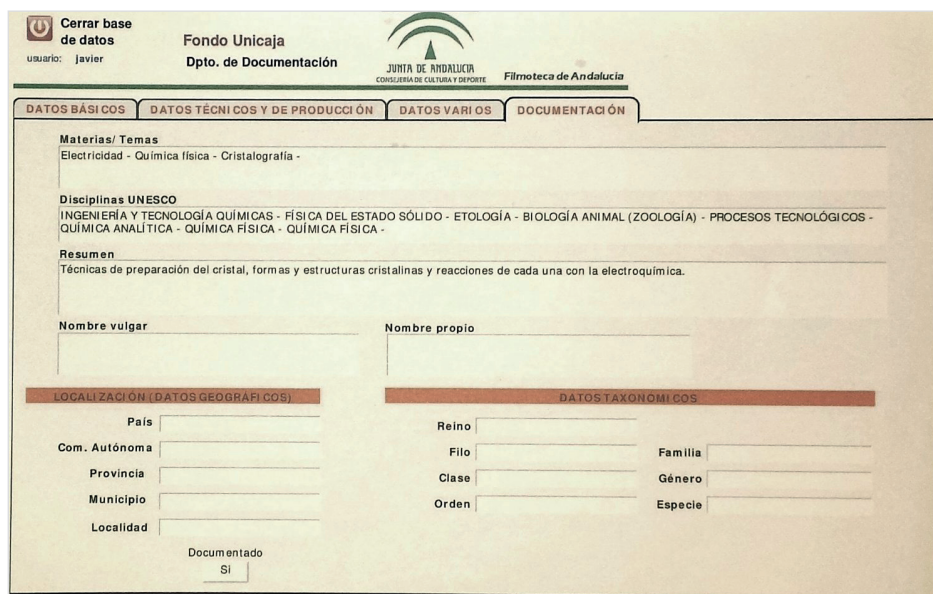 Cerrar base
de datos
usuario: javier
Fondo Unicaja
Dpto. de Documentación
JUNTA DE ANDALUCIA
CONSEJERÍA DE CULTURA Y DEPORTE
Filmoteca de Andalucía
DATOS BÁSICOS
DATOS TÉCNICOS Y DE PRODUCCIÓN
DATOS VARIOS
DOCUMENTACIÓN
Materias/ Temas
Electricidad - Química física - Cristalografía -
Disciplinas UNESCO
INGENIERÍA Y TECNOLOGÍA QUÍMICAS - FÍSICA DEL ESTADO SÓLIDO - ETOLOGÍA - BIOLOGÍA ANIMAL (ZOOLOGÍA) - PROCESOS TECNOLÓGICOS -
QUÍMICA ANALÍTICA - QUÍMICA FÍSICA - QUÍMICA FÍSICA -
Resumen
Técnicas de preparación del cristal, formas y estructuras cristalinas y reacciones de cada una con la electroquímica.
Nombre vulgar
Nombre propio
LOCALIZACIÓN (DATOS GEOGRÁFICOS)
País
Com. Autónoma
Provincia
Municipio
Localidad
DATOS TAXONOMICOS
Reino
Filo
Clase
Orden
Familia
Género
Especie
Documentado
Si